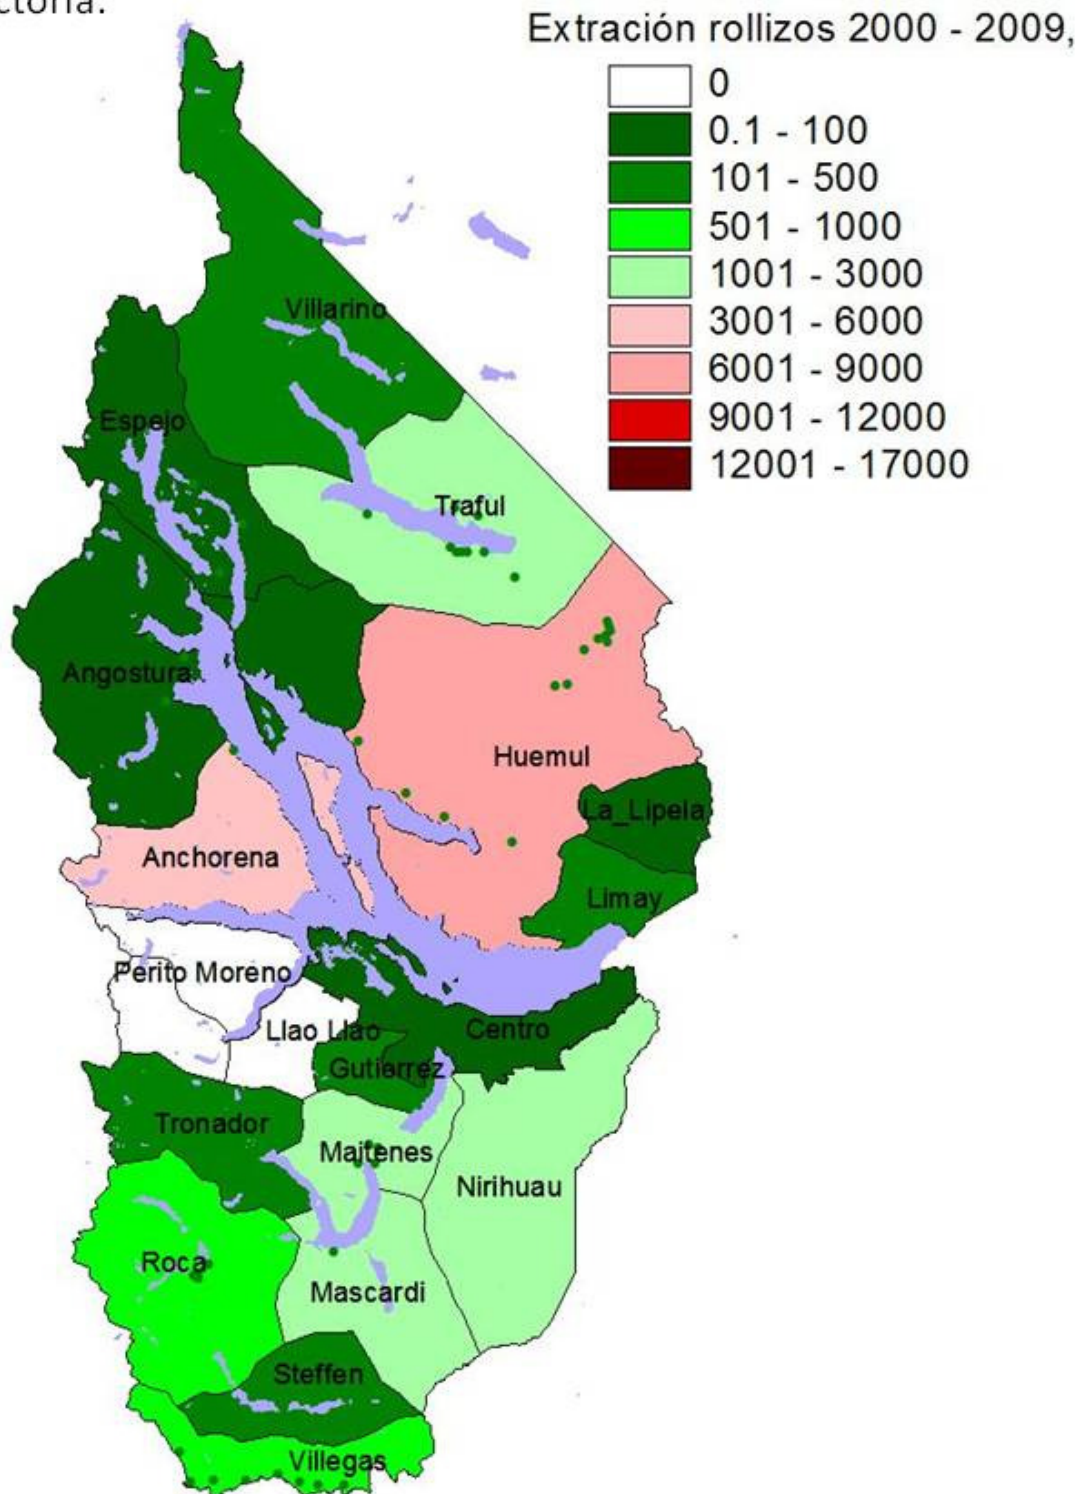 ctoria.
Extración rollizos 2000 - 2009,
0
0.1 - 100
101 - 500
501 - 1000
1001 - 3000
3001 - 6000
6001 - 9000
9001 - 12000
12001 - 17000
Villarino
Espejo
Traful
Angostura
Huemul
La_Lipela
Anchorena
Limay
Perito Moreno
Llao Llao
Centro
Gutierrez
Tronador
Maitenes
Nirihuau
Roca
Mascardi
Steffen
Villegas